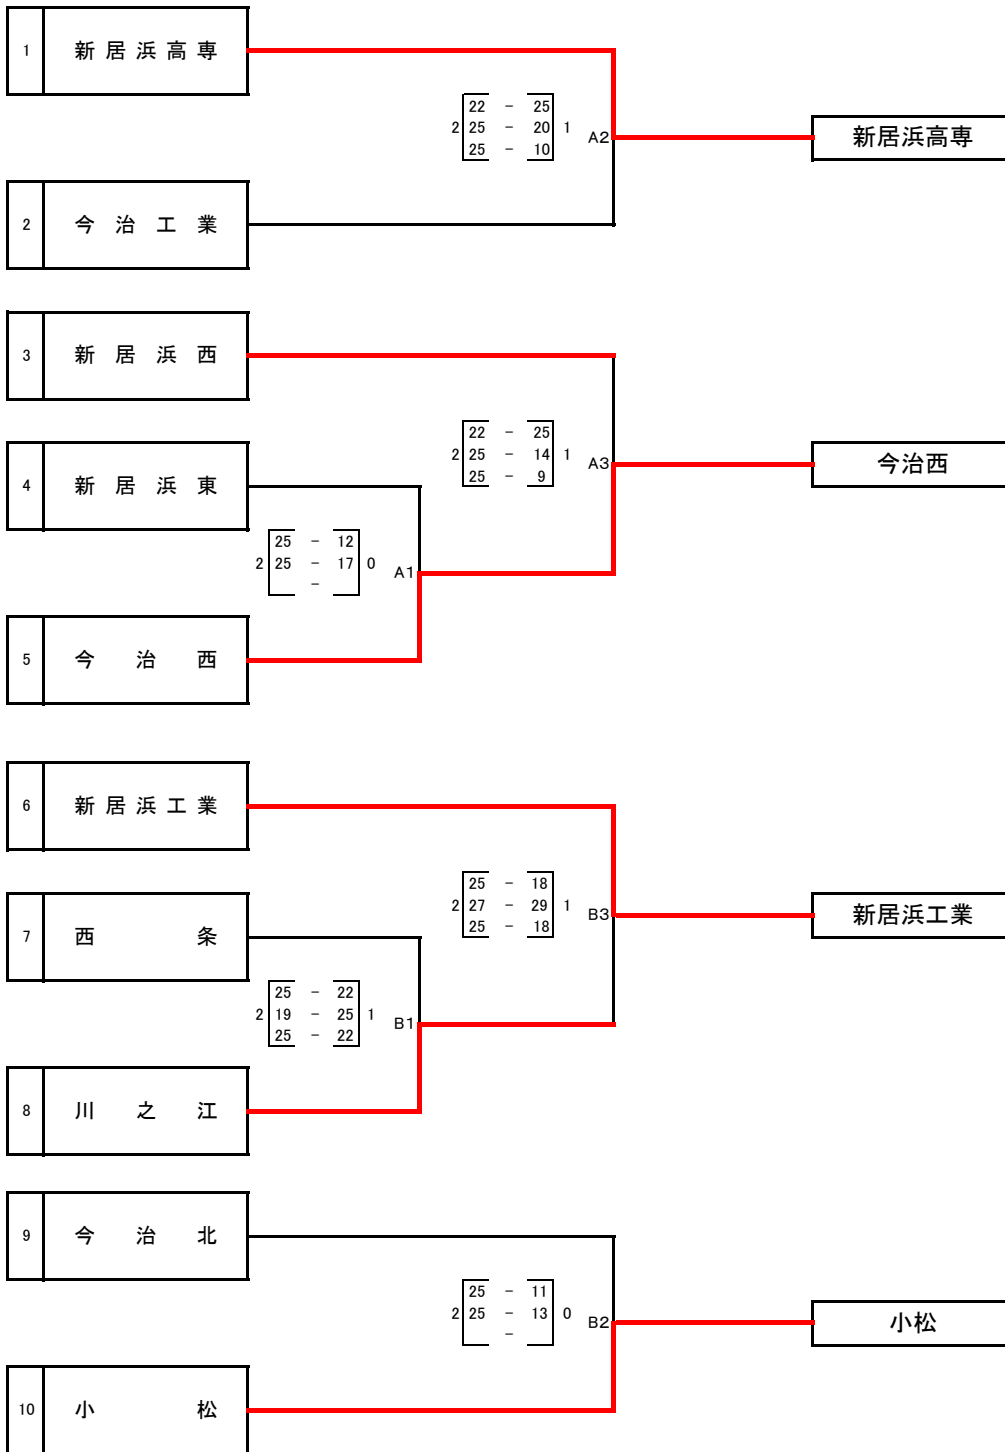 1 新居浜高専
22 - 25
2 25 - 20 1 A2 新居浜高専
25 - 10
2 今治工業
3 新居浜西
22 - 25
2 25 - 14 1 A3 今治西
25 - 9
4 新居浜東
25 - 12
2 25 - 17 0 A1
-
5 今治西
6 新居浜工業
25 - 18
2 27 - 29 1 B3 新居浜工業
25 - 18
7 西条
25 - 22
2 19 - 25 1 B1
25 - 22
8 川之江
9 今治北
25 - 11
2 25 - 13 0 B2 小松
-
10 小松